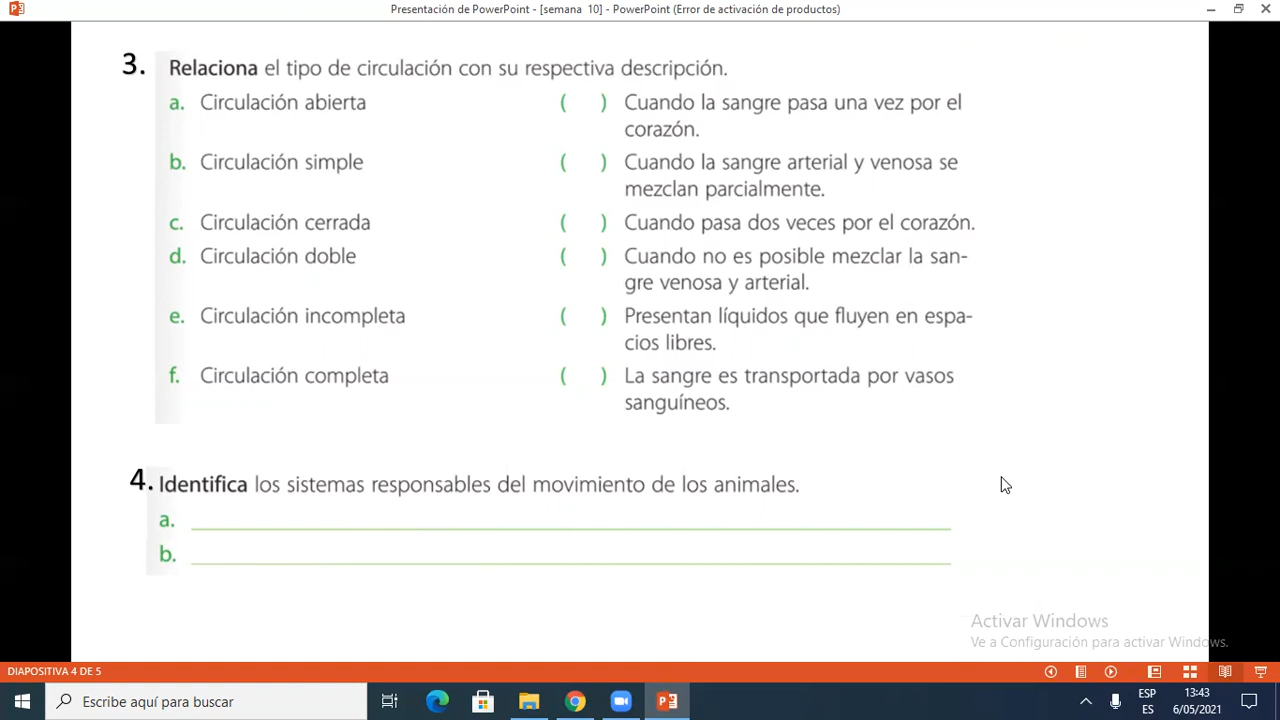 Presentación de PowerPoint - [semana 10] - PowerPoint (Error de activación de productos)
3. Relaciona el tipo de circulación con su respectiva descripción.
a. Circulación abierta ( ) Cuando la sangre pasa una vez por el
corazón.
b. Circulación simple ( ) Cuando la sangre arterial y venosa se
mezclan parcialmente.
c. Circulación cerrada ( ) Cuando pasa dos veces por el corazón.
d. Circulación doble ( ) Cuando no es posible mezclar la san-
gre venosa y arterial.
e. Circulación incompleta ( ) Presentan líquidos que fluyen en espa-
cios libres.
f. Circulación completa ( ) La sangre es transportada por vasos
sanguíneos.
4. Identifica los sistemas responsables del movimiento de los animales.
a.
b.
Activar Windows
Ve a Configuración para activar Windows.
DIAPOSITIVA 4 DE 5
Escribe aquí para buscar
ESP
ES
13:43
6/05/2021